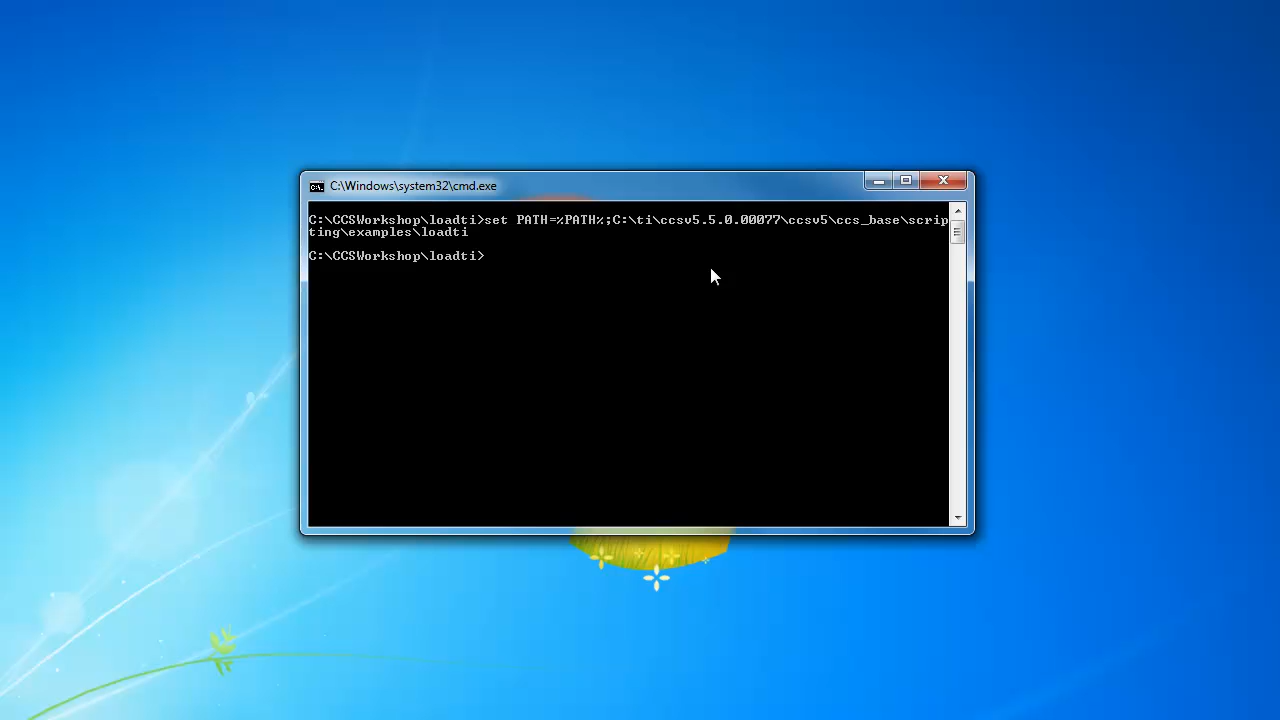 C:\Windows\system32\cmd.exe
C:\CCSWorkshop\loadti>set PATH=%PATH%;C:\ti\ccsv5.5.0.00077\ccsv5\ccs_base\scrip
ting\examples\loadti
C:\CCSWorkshop\loadti>